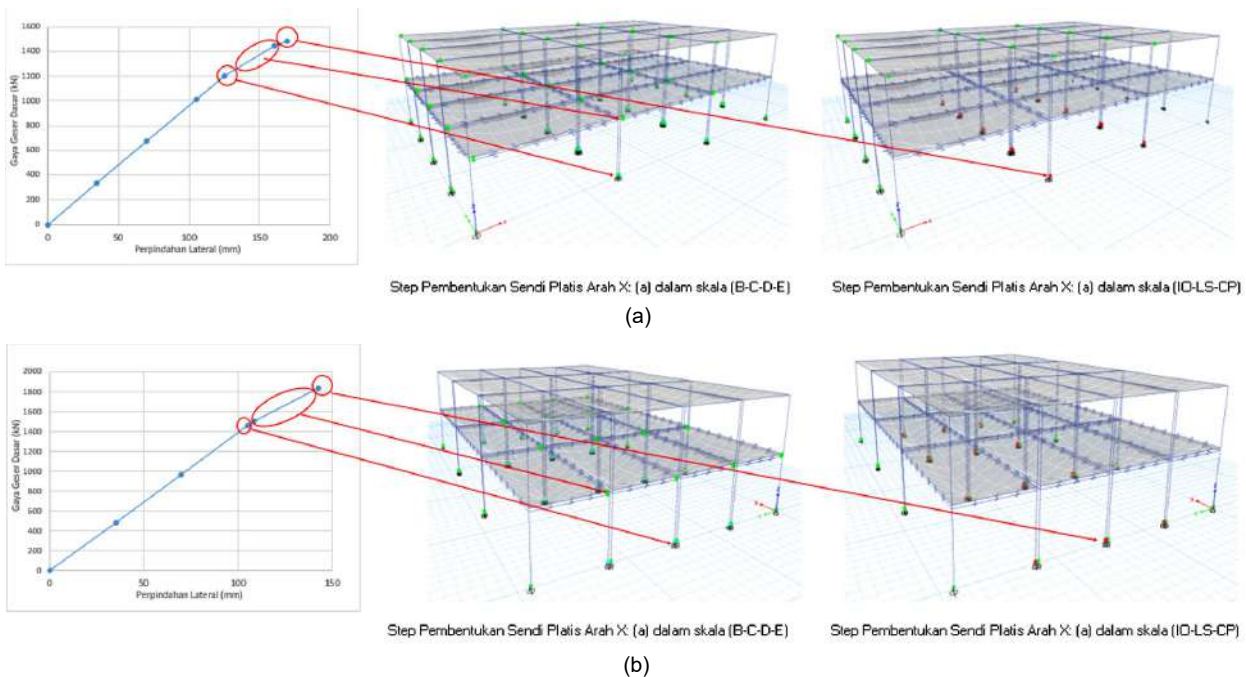 1600
1400
1200
1000
800
600
400
200
0
Gaya Geser Dasar (kN)
0 50 100 150 200
Perpindahan Lateral (mm)
Step Pembentukan Sendi Platis Arah X: (a) dalam skala (B-C-D-E)
Step Pembentukan Sendi Platis Arah X: (a) dalam skala (IO-LS-CP)
(a)
2000
1800
1600
1400
1200
1000
800
600
400
200
0
Gaya Geser Dasar (kN)
0 50 100 150
Perpindahan Lateral (mm)
Step Pembentukan Sendi Platis Arah X: (a) dalam skala (B-C-D-E)
Step Pembentukan Sendi Platis Arah X: (a) dalam skala (IO-LS-CP)
(b)